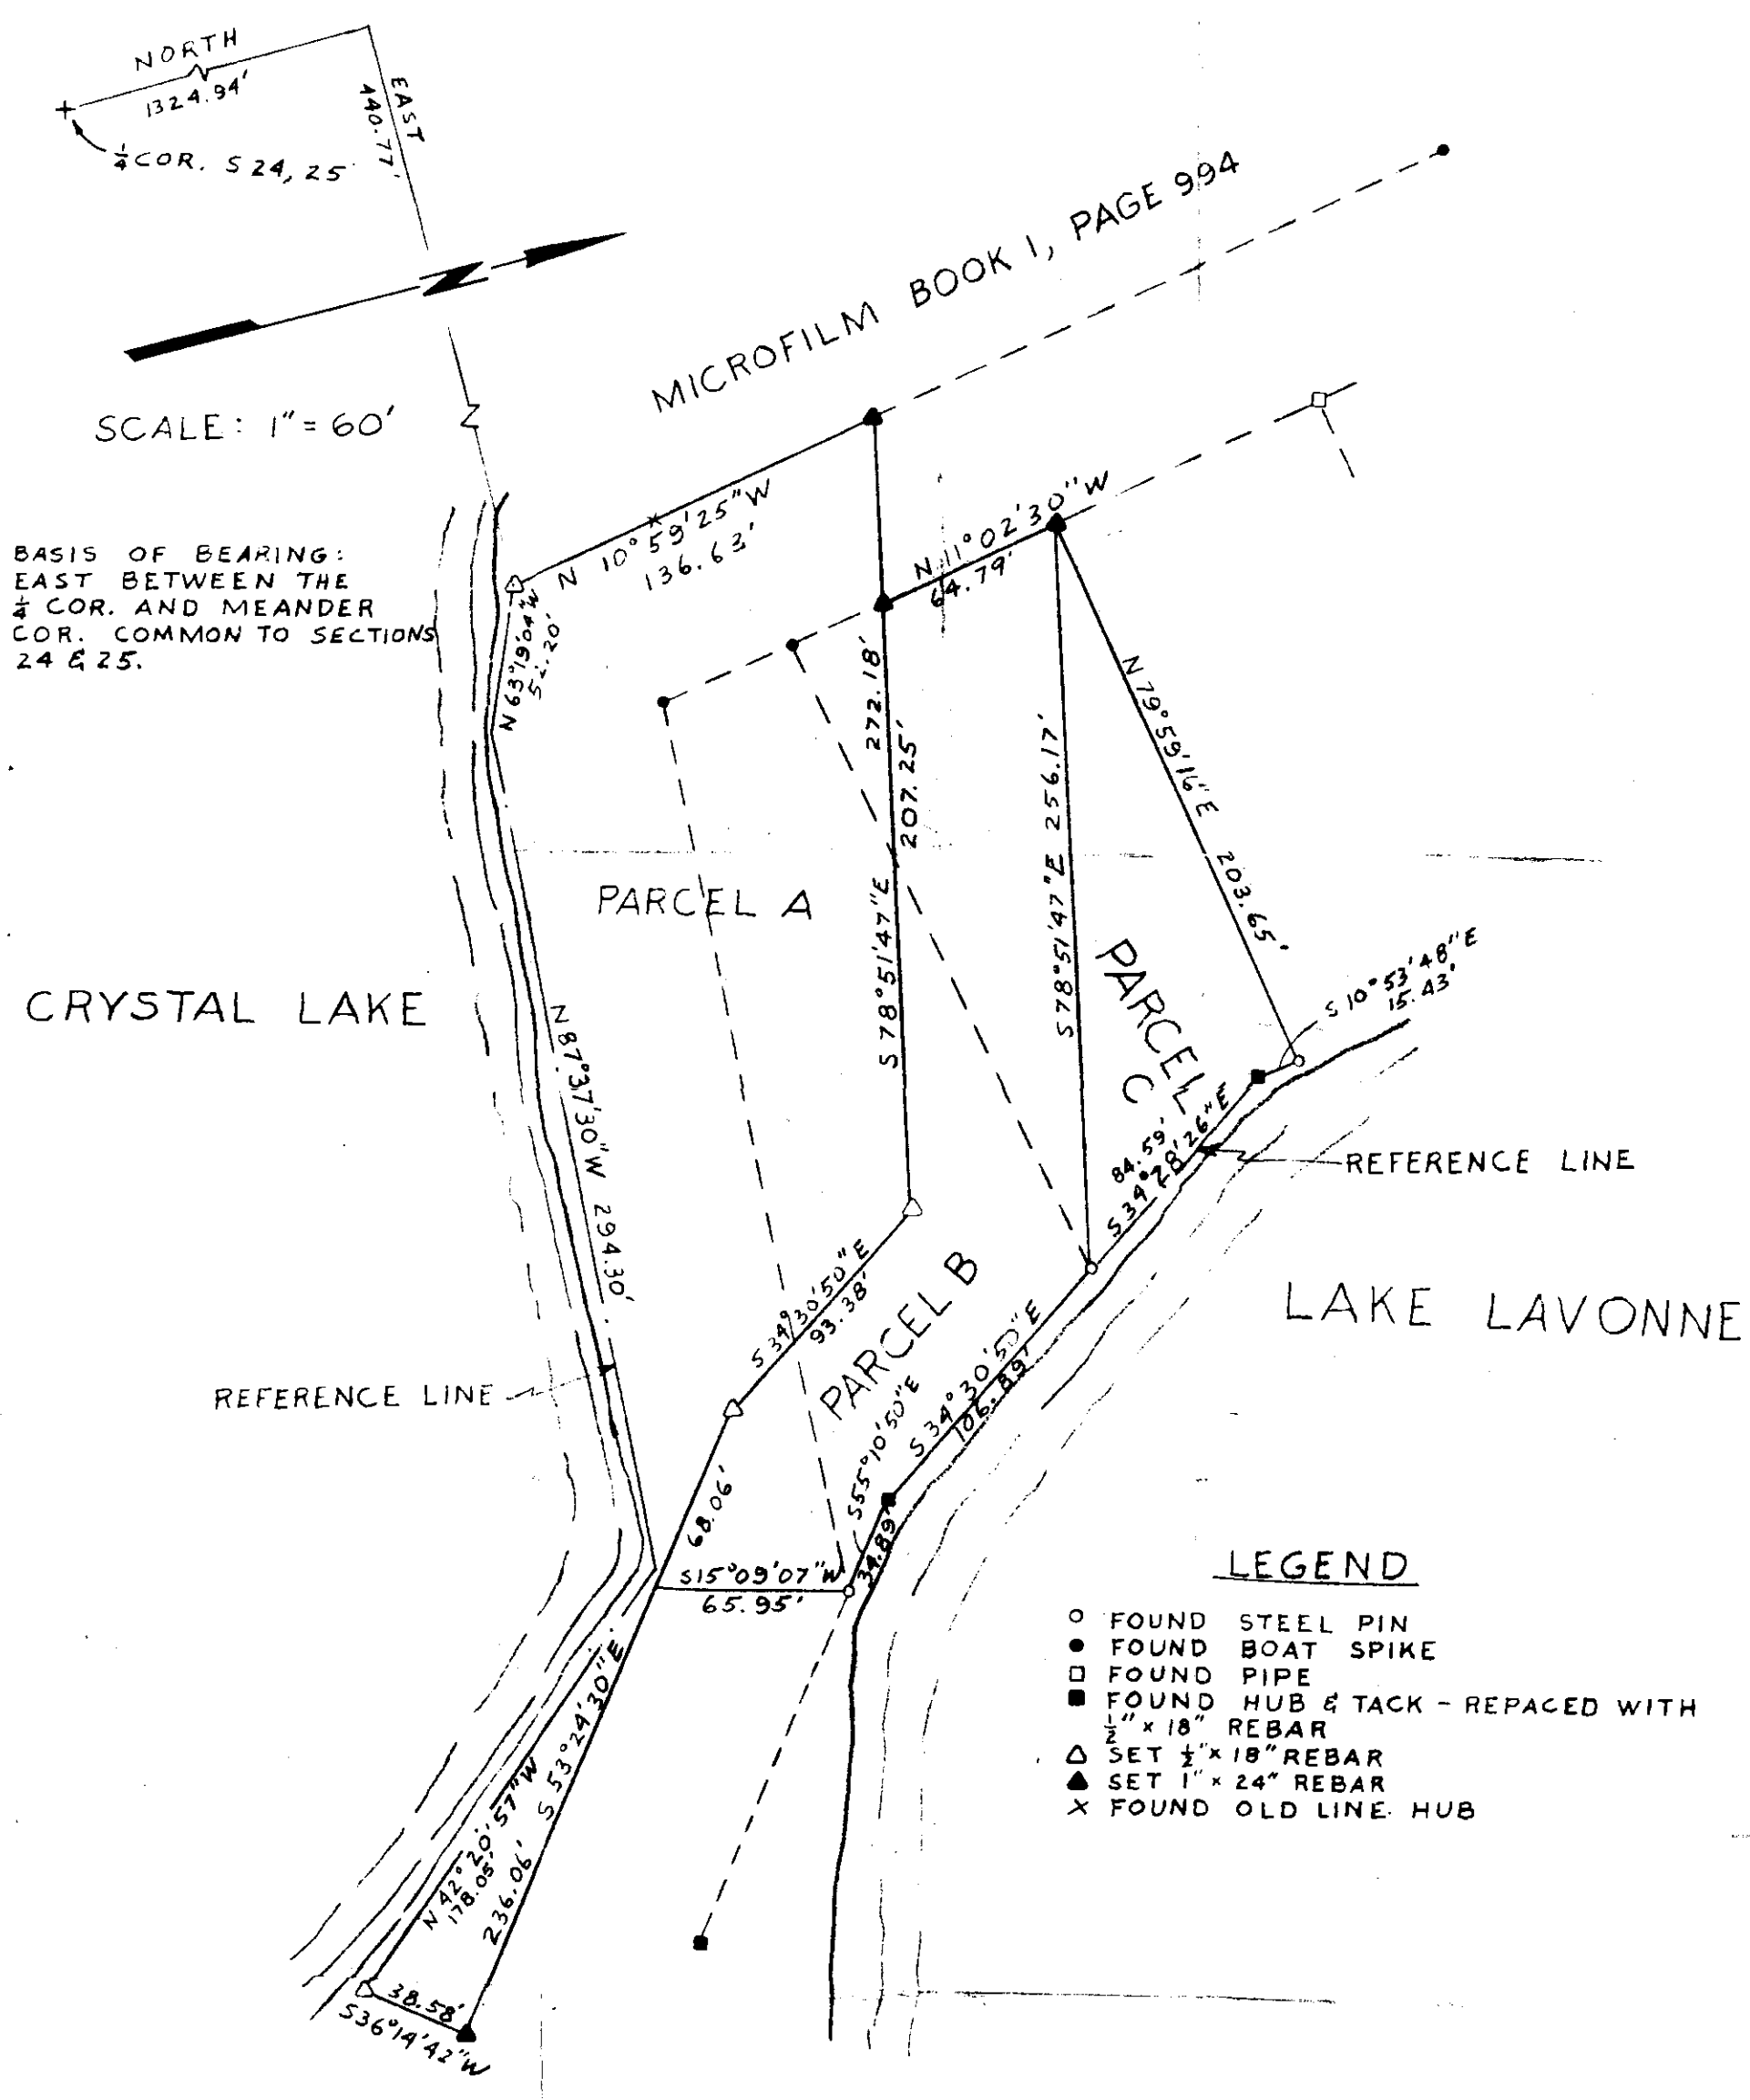 NORTH
1324.94'
EAST
440.77'
¼ COR. S 24, 25
MICROFILM BOOK 1, PAGE 994
SCALE: 1" = 60'
BASIS OF BEARING:
EAST BETWEEN THE
¼ COR. AND MEANDER
COR. COMMON TO SECTIONS
24 & 25.
N 10°59'25"W
136.63'
N 11°02'30"W
64.79'
N 63°19'04"W
272.18'
207.25'
S 78°51'47"E
S 78°51'47"E 256.17'
N 79°59'16"E 203.65'
PARCEL A
PARCEL
C
S 10°53'48"E
15.43'
CRYSTAL LAKE
N 87°37'30"W 294.30'
84.59'
S 34°28'26"E
REFERENCE LINE
S 34°30'50"E
93.38'
PARCEL B
LAKE LAVONNE
S 34°30'50"E
106.89'
REFERENCE LINE
S55°10'50"E
34.89'
68.06'
S15°09'07"W
65.95'
LEGEND
FOUND STEEL PIN
FOUND BOAT SPIKE
FOUND PIPE
FOUND HUB & TACK - REPACED WITH
½" × 18" REBAR
SET ½" × 18" REBAR
SET 1" × 24" REBAR
FOUND OLD LINE HUB
N 42°20'57"W
178.05'
S 53°24'30"E
236.06'
38.58'
S36°14'42"W